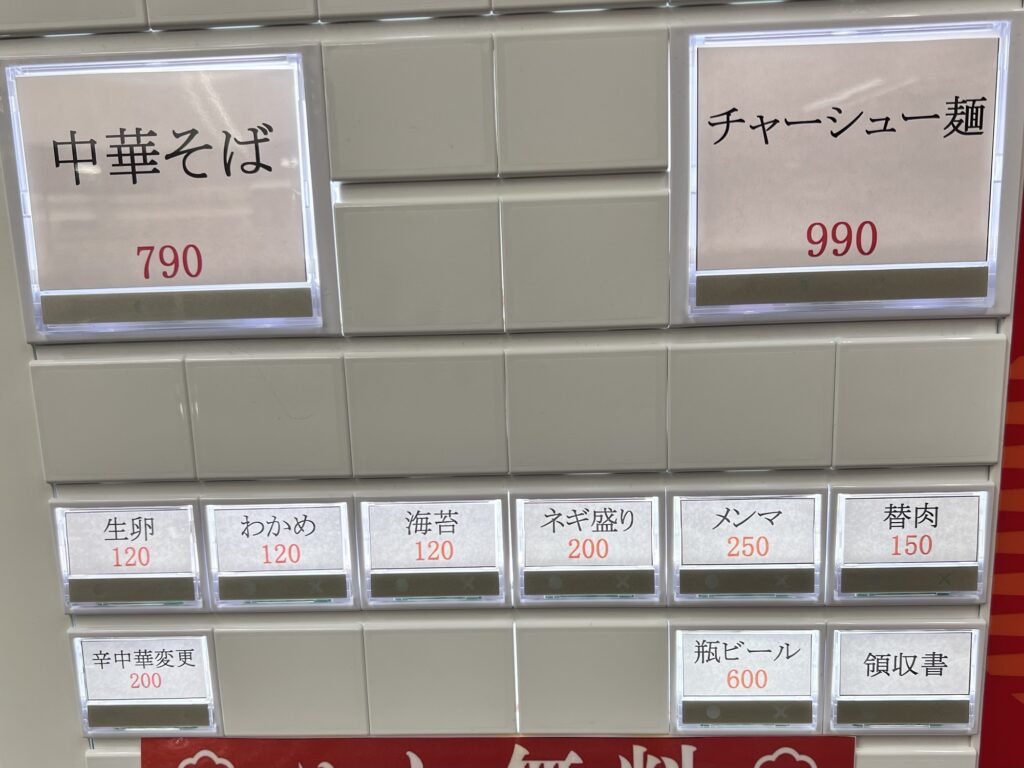 中華そば
790
チャーシュー麺
990
生卵
120
わかめ
120
海苔
120
ネギ盛り
200
メンマ
250
替肉
150
辛中華変更
200
瓶ビール
600
領収書
無料